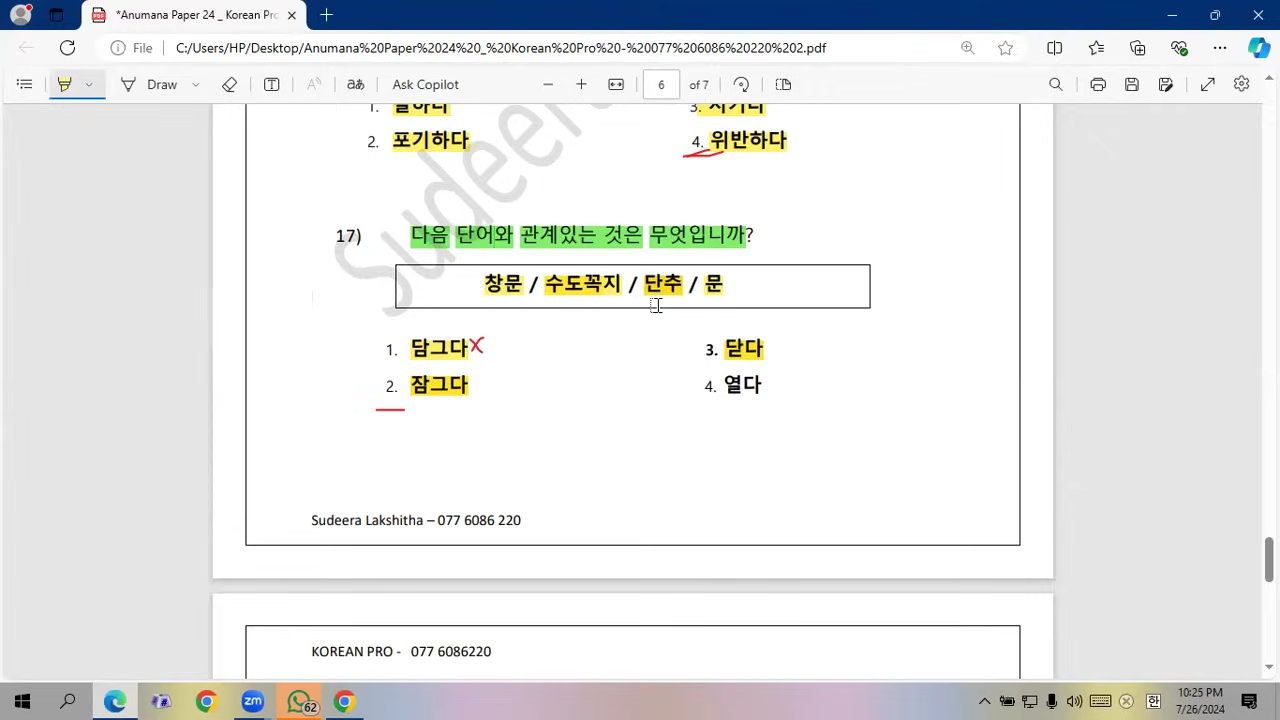 *Anumana Paper 24 _ Korean Pro
File C:/Users/HP/Desktop/Anumana%20Paper%2024%20_%20Korean%20Pro%20-%20077%206086%20220%202.pdf
Draw Ask Copilot 6 of 7
1.
3.
2. 포기하다
4. 위반하다
Sudeera
17) 다음 단어와 관계있는 것은 무엇입니까?
창문 / 수도꼭지 / 단추 / 문
1. 담그다 X
3. 닫다
2. 잠그다
4. 열다
Sudeera Lakshitha – 077 6086 220
KOREAN PRO - 077 6086220
zm 62 한 10:25 PM
7/26/2024